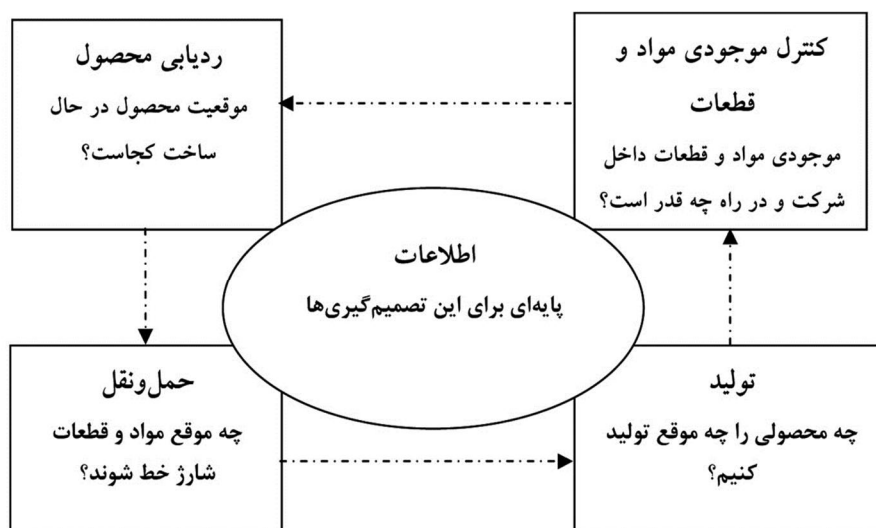 کنترل موجودی مواد و
قطعات
موجودی مواد و قطعات داخل
شرکت و در راه چه قدر است؟
ردیابی محصول
موقعیت محصول در حال
ساخت کجاست؟
اطلاعات
پایه‌ای برای این تصمیم‌گیری‌ها
تولید
چه محصولی را چه موقع تولید
کنیم؟
حمل‌ونقل
چه موقع مواد و قطعات
شارژ خط شوند؟